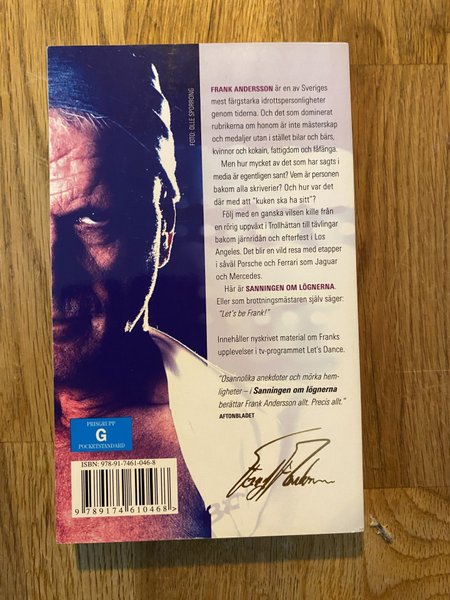 FOTO: OLLE SPORRONG
FRANK ANDERSSON är en av Sveriges
mest färgstarka idrottspersonligheter
genom tiderna. Och det som dominerat
rubrikerna om honom är inte mästerskap
och medaljer utan i stället bilar och bärs,
kvinnor och kokain, fattigdom och fåfänga.
Men hur mycket av det som har sagts i
media är egentligen sant? Vem är personen
bakom alla skriverier? Och hur var det
där med att "kuken ska ha sitt"?
Följ med en ganska vilsen kille från
en rörig uppväxt i Trollhättan till tävlingar
bakom järnridån och efterfest i Los
Angeles. Det blir en vild resa med etapper
i såväl Porsche och Ferrari som Jaguar
och Mercedes.
Här är SANNINGEN OM LÖGNERNA.
Eller som brottningsmästaren själv säger:
"Let's be Frank!"
Innehåller nyskrivet material om Franks
upplevelser i tv-programmet Let's Dance.
"Osannolika anekdoter och mörka hem-
ligheter – i Sanningen om lögnerna
berättar Frank Andersson allt. Precis allt."
AFTONBLADET
PRISGRUPP
G
POCKETSTANDARD
ISBN: 978-91-7461-046-8
9 789174 610468